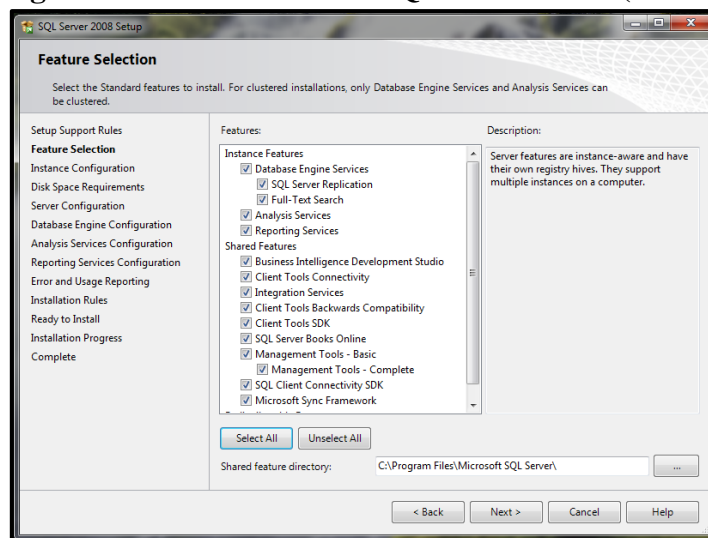 SQL Server 2008 Setup
Feature Selection
Select the Standard features to install. For clustered installations, only Database Engine Services and Analysis Services can
be clustered.
Setup Support Rules
Feature Selection
Instance Configuration
Disk Space Requirements
Server Configuration
Database Engine Configuration
Analysis Services Configuration
Reporting Services Configuration
Error and Usage Reporting
Installation Rules
Ready to Install
Installation Progress
Complete
Features:
Instance Features
Database Engine Services
SQL Server Replication
Full-Text Search
Analysis Services
Reporting Services
Shared Features
Business Intelligence Development Studio
Client Tools Connectivity
Integration Services
Client Tools Backwards Compatibility
Client Tools SDK
SQL Server Books Online
Management Tools - Basic
Management Tools - Complete
SQL Client Connectivity SDK
Microsoft Sync Framework
Description:
Server features are instance-aware and have
their own registry hives. They support
multiple instances on a computer.
Select All
Unselect All
Shared feature directory:
C:\Program Files\Microsoft SQL Server\
...
< Back
Next >
Cancel
Help